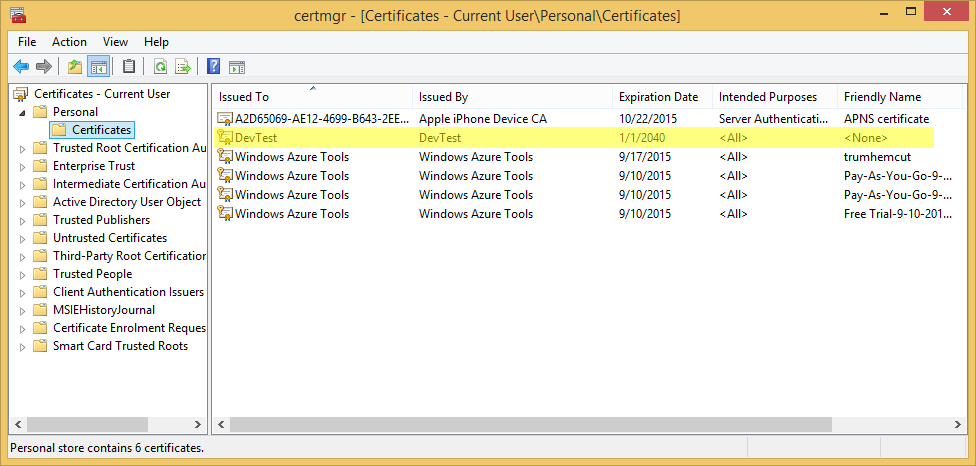 certmgr - [Certificates - Current User\Personal\Certificates]
File Action View Help
Certificates - Current User
Personal
Certificates
Trusted Root Certification Au
Enterprise Trust
Intermediate Certification Au
Active Directory User Object
Trusted Publishers
Untrusted Certificates
Third-Party Root Certification
Trusted People
Client Authentication Issuers
MSIEHistoryJournal
Certificate Enrolment Reques
Smart Card Trusted Roots
Issued To Issued By Expiration Date Intended Purposes Friendly Name
A2D65069-AE12-4699-B643-2EE... Apple iPhone Device CA 10/22/2015 Server Authenticati... APNS certificate
DevTest DevTest 1/1/2040 <All> <None>
Windows Azure Tools Windows Azure Tools 9/17/2015 <All> trumhemcut
Windows Azure Tools Windows Azure Tools 9/10/2015 <All> Pay-As-You-Go-9-...
Windows Azure Tools Windows Azure Tools 9/10/2015 <All> Pay-As-You-Go-9-...
Windows Azure Tools Windows Azure Tools 9/10/2015 <All> Free Trial-9-10-201...
Personal store contains 6 certificates.